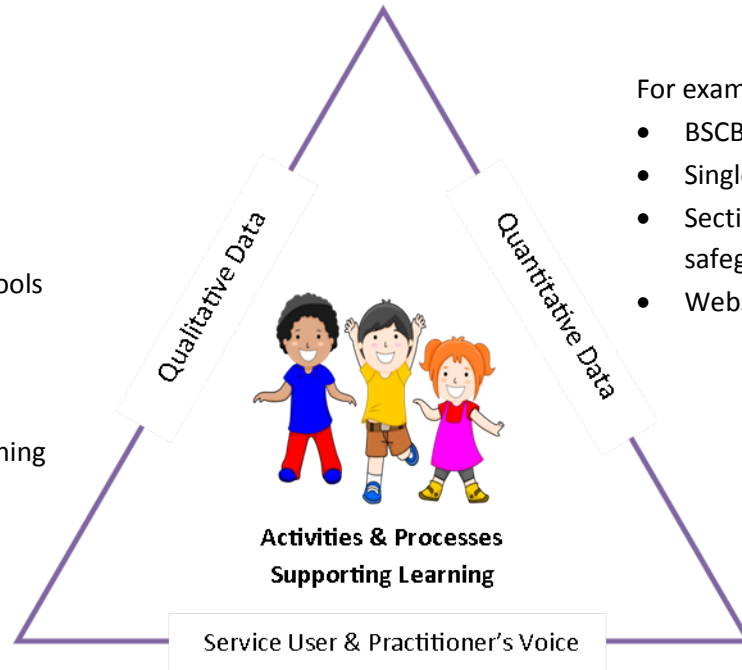 For exam
• BSCB
• Singl
• Secti
safeg
• Web
Qualitative Data
Quantitative Data
ools
ning
Activities & Processes
Supporting Learning
Service User & Practitioner's Voice